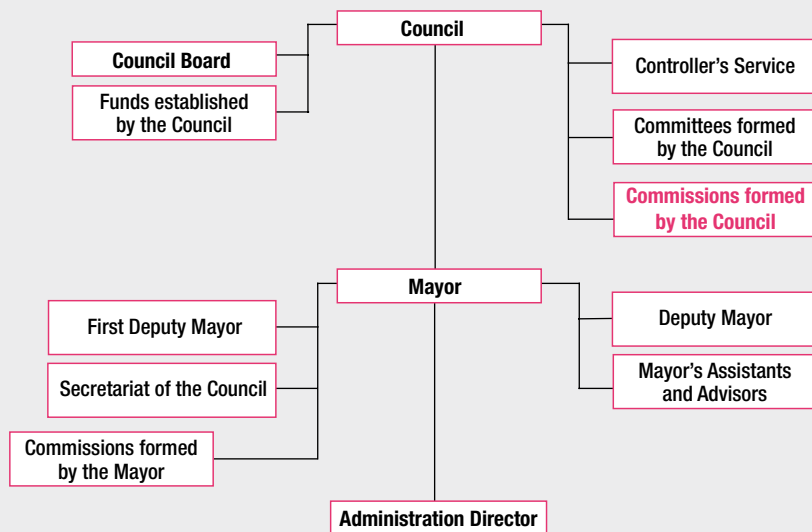 Council
Council Board
Funds established
by the Council
Controller's Service
Committees formed
by the Council
Commissions formed
by the Council
Mayor
First Deputy Mayor
Secretariat of the Council
Commissions formed
by the Mayor
Deputy Mayor
Mayor's Assistants
and Advisors
Administration Director